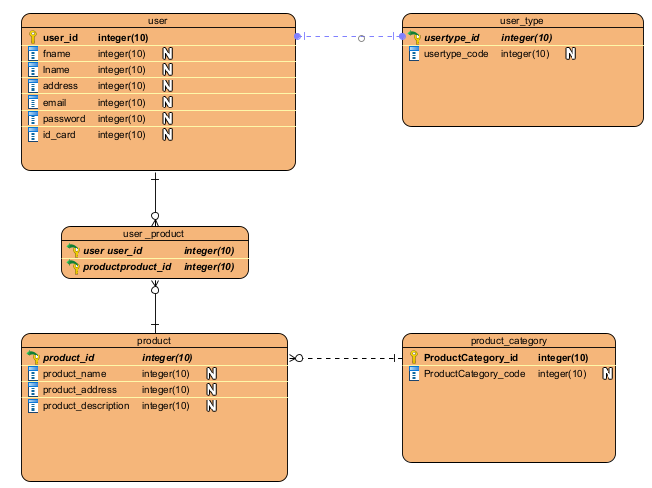 user
user_id integer(10)
fname integer(10) N
lname integer(10) N
address integer(10) N
email integer(10) N
password integer(10) N
id_card integer(10) N
user_type
usertype_id integer(10)
usertype_code integer(10) N
user _product
user user_id integer(10)
productproduct_id integer(10)
product
product_id integer(10)
product_name integer(10) N
product_address integer(10) N
product_description integer(10) N
product_category
ProductCategory_id integer(10)
ProductCategory_code integer(10) N